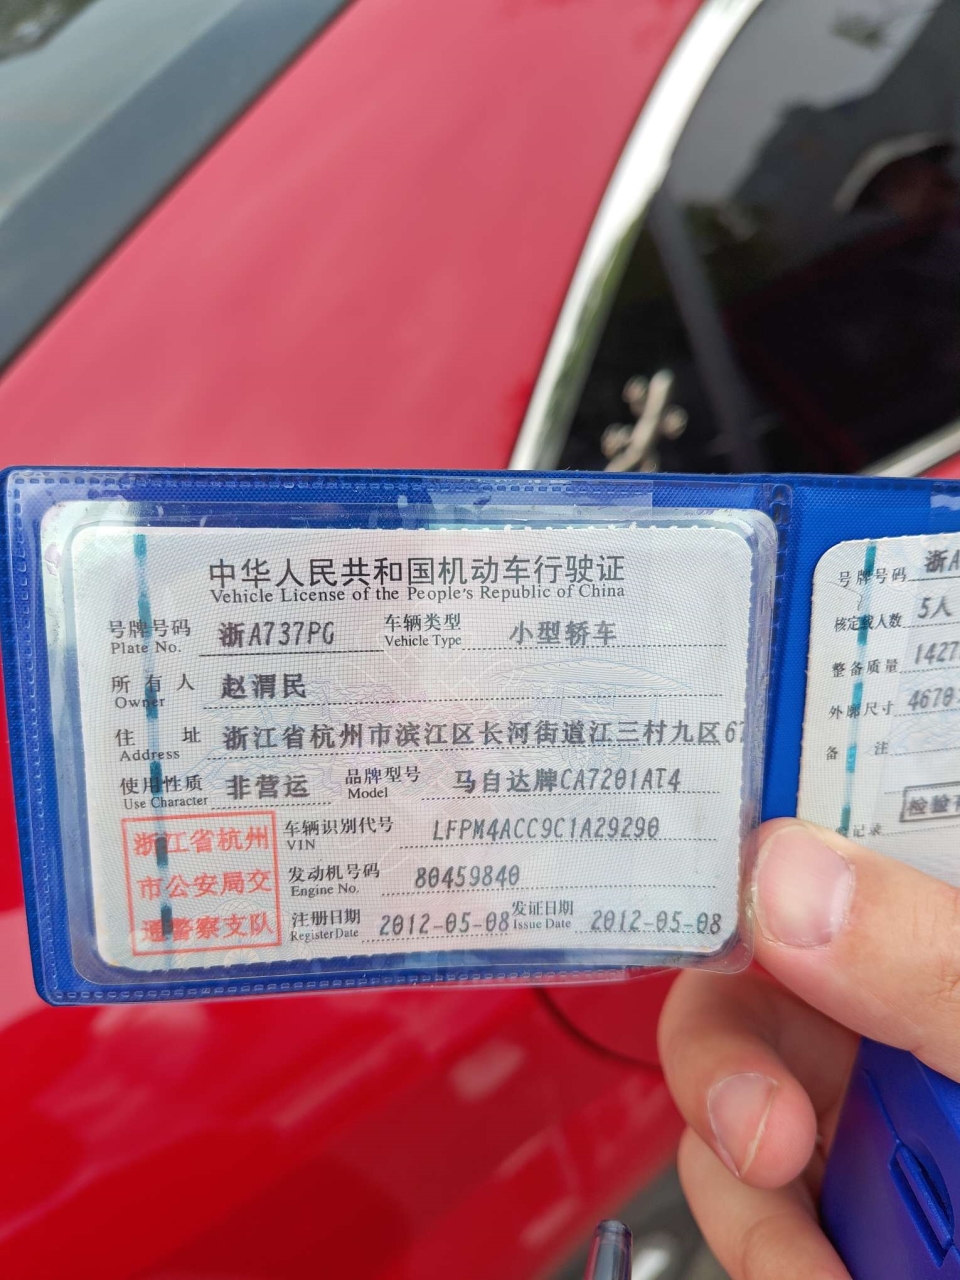 中华人民共和国机动车行驶证
Vehicle License of the People's Republic of China
号牌号码 浙A737PG 车辆类型 小型轿车
Plate No. Vehicle Type
所有人 赵渭民
Owner
住址 浙江省杭州市滨江区长河街道江三村九区6
Address
使用性质 非营运 品牌型号 马自达牌CA7201AT4
Use Character Model
浙江省杭州
市公安局交
通警察支队
车辆识别代号 LFPM4ACC9C1A29290
VIN
发动机号码 80459840
Engine No.
注册日期 2012-05-08 发证日期 2012-05-08
Register Date Issue Date
号牌号码 浙A
核定载人数 5人
整备质量 1427
外廓尺寸 4670
备注
检验
记录